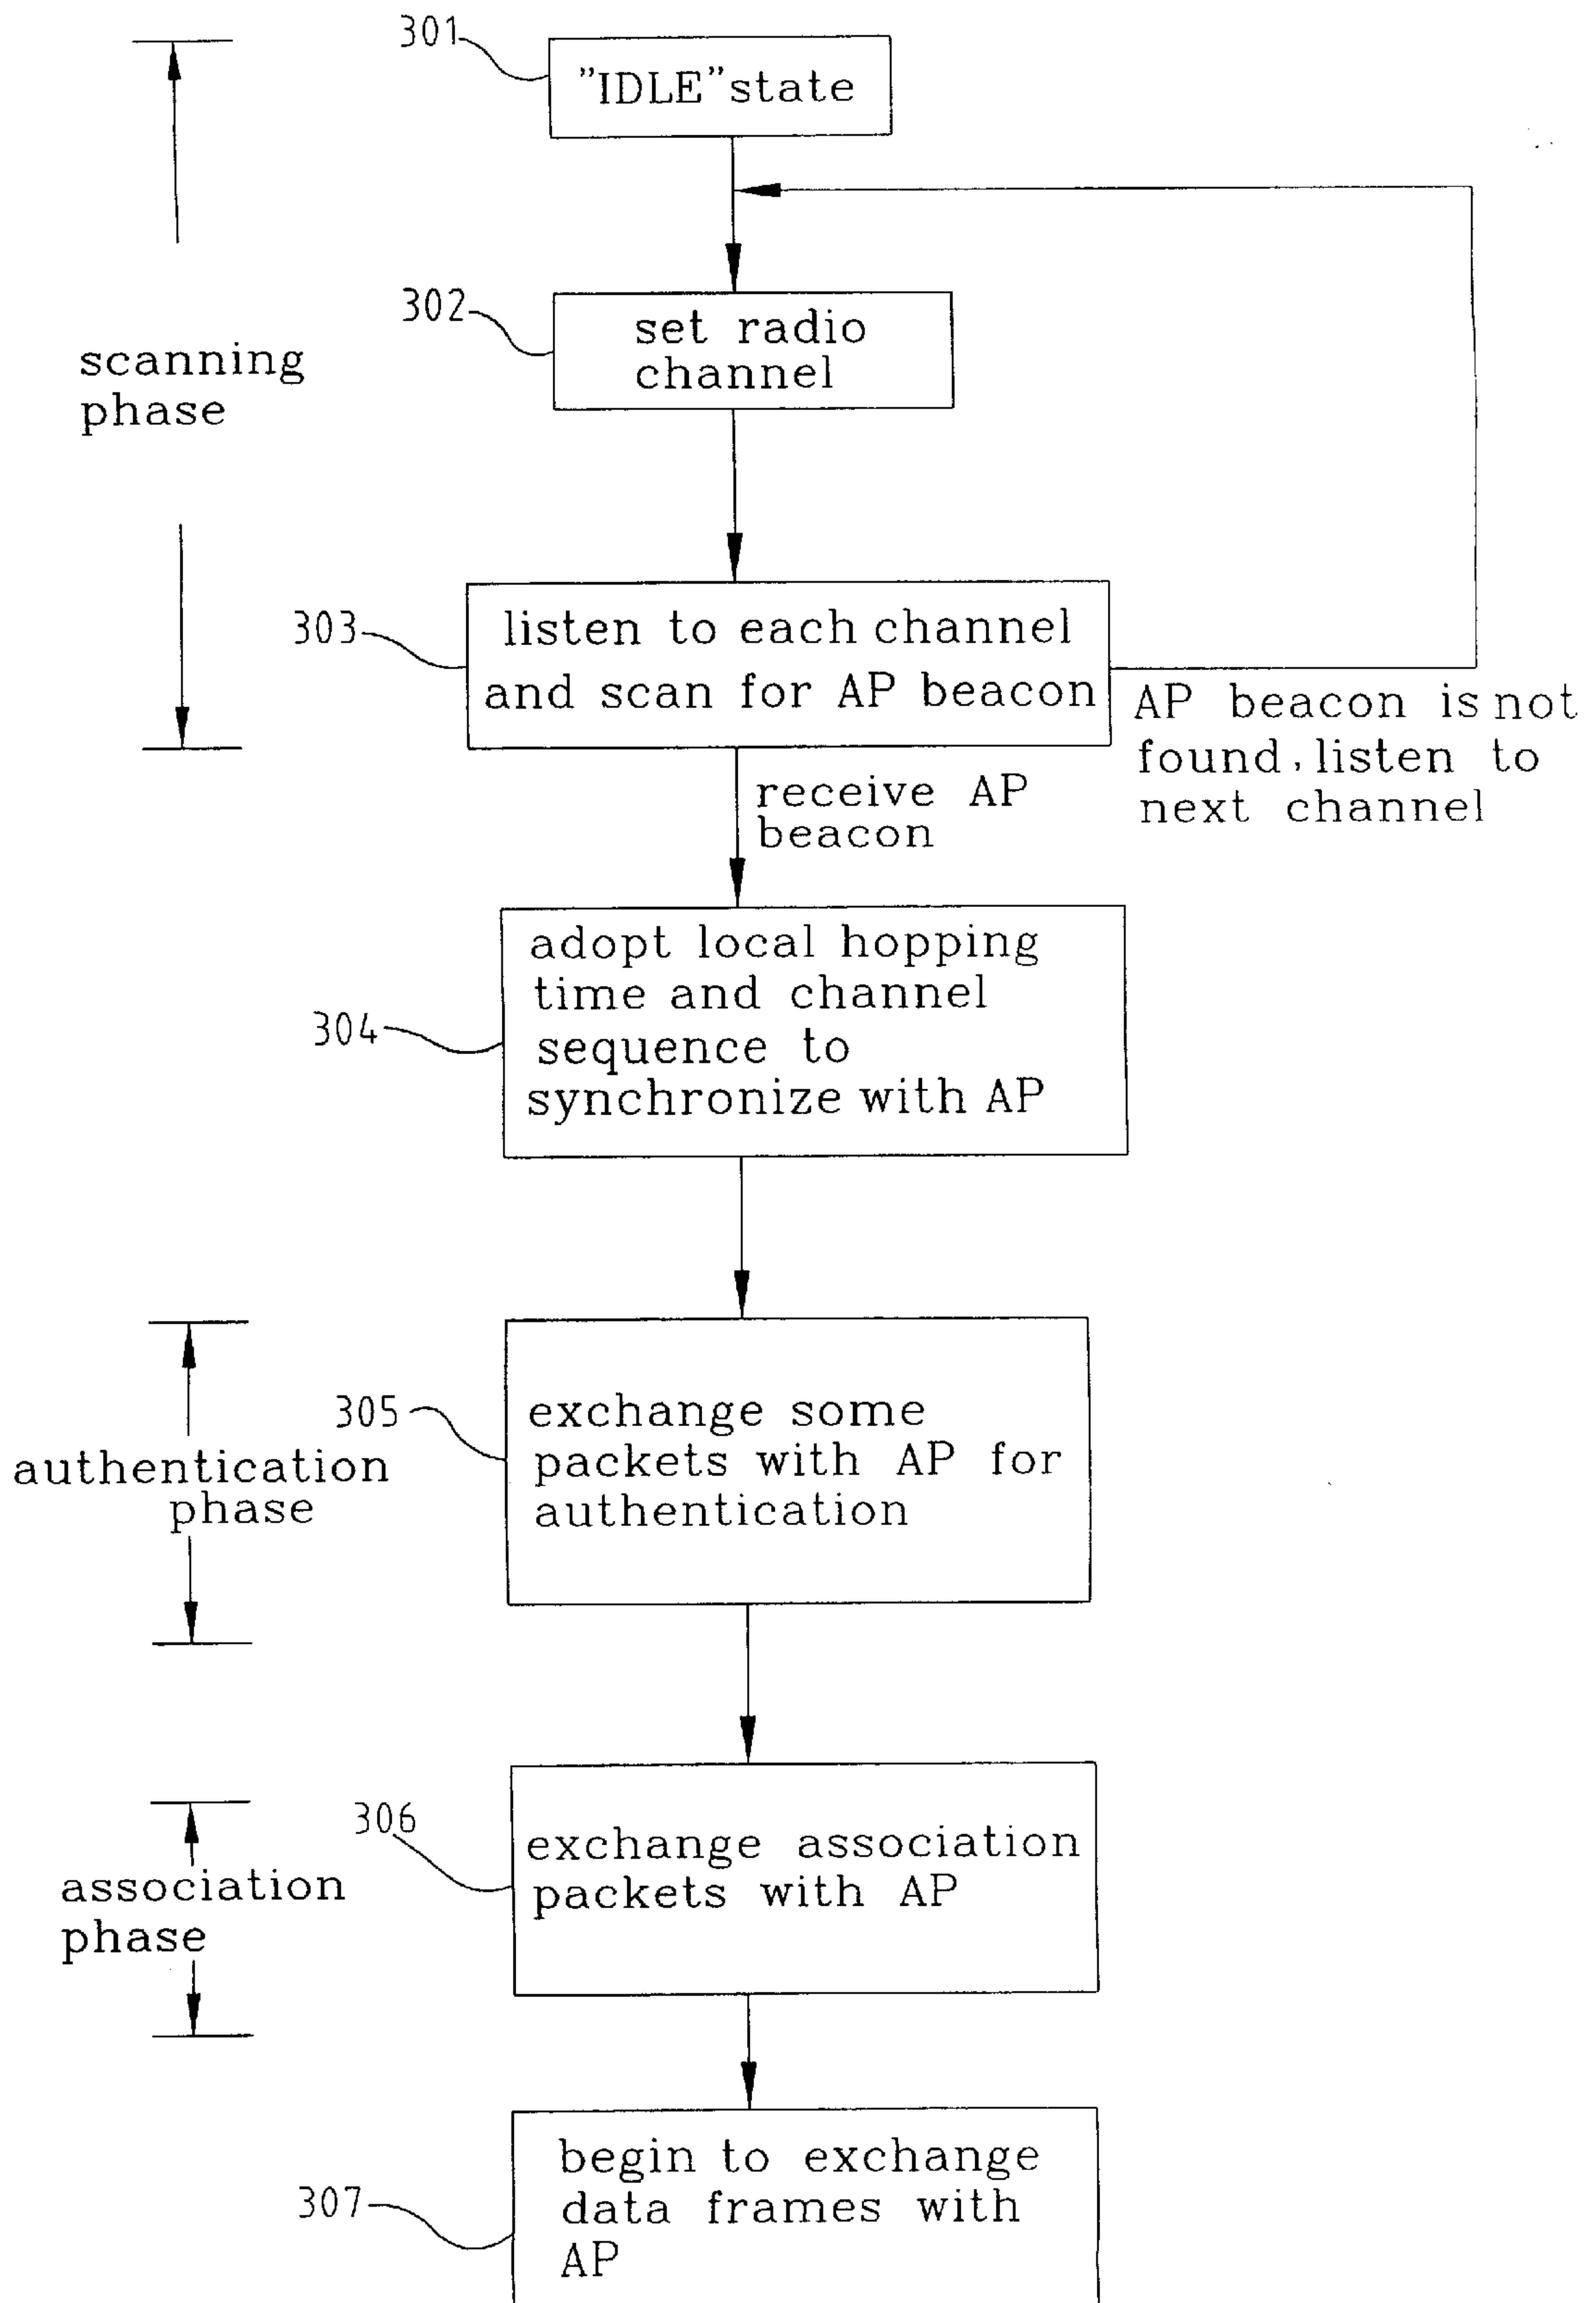 301
"IDLE" state
302
set radio
channel
scanning
phase
303
listen to each channel
and scan for AP beacon
AP beacon is not
found, listen to
next channel
receive AP
beacon
304
adopt local hopping
time and channel
sequence to
synchronize with AP
305
exchange some
packets with AP for
authentication
authentication
phase
306
exchange association
packets with AP
association
phase
307
begin to exchange
data frames with
AP